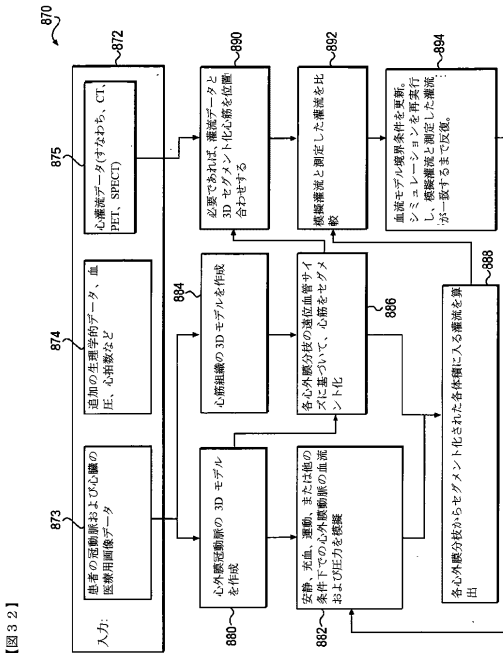 【図32】
870
872
入力:
873
患者の冠動脈および心臓の
医療用画像データ
874
追加の生理学的データ、血
圧、心拍数など
875
心灌流データ(すなわち、CT、
PET、SPECT)
880
心外膜冠動脈の 3D モデル
を作成
884
心筋組織の 3D モデルを作成
890
必要であれば、灌流データと
3D セグメント化心筋を位置
合わせする
882
安静、充血、運動、または他の
条件下での心外膜動脈の血流
および圧力を模擬
886
各心外膜分枝の遠位血管サイ
ズに基づいて、心筋をセグメ
ント化
892
模擬灌流と測定した灌流を比
較
888
各心外膜分枝からセグメント化された各体積に入る灌流を算
出
894
血流モデル境界条件を更新。
シミュレーションを再実行
し、模擬灌流と測定した灌流
が一致するまで反復。